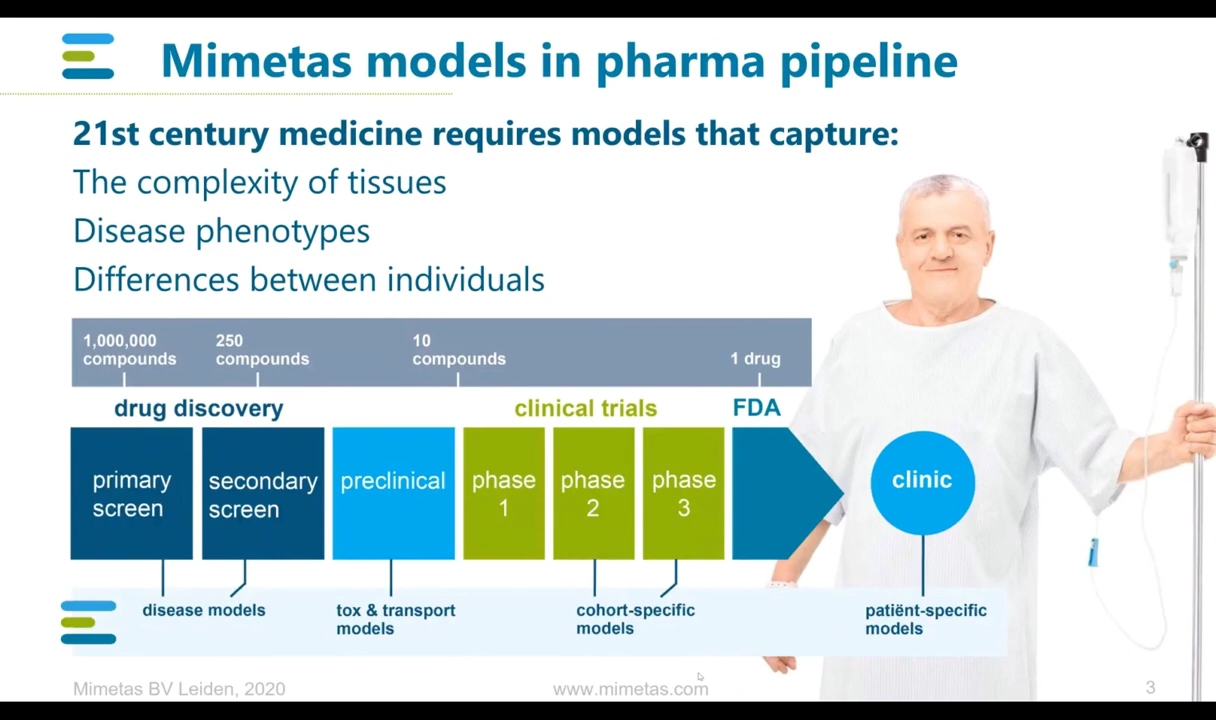 Mimetas models in pharma pipeline
21st century medicine requires models that capture:
The complexity of tissues
Disease phenotypes
Differences between individuals
1,000,000
compounds
250
compounds
10
compounds
1 drug
drug discovery
clinical trials
FDA
primary
screen
secondary
screen
preclinical
phase
1
phase
2
phase
3
clinic
disease models
tox & transport
models
cohort-specific
models
patiënt-specific
models
Mimetas BV Leiden, 2020
www.mimetas.com
3